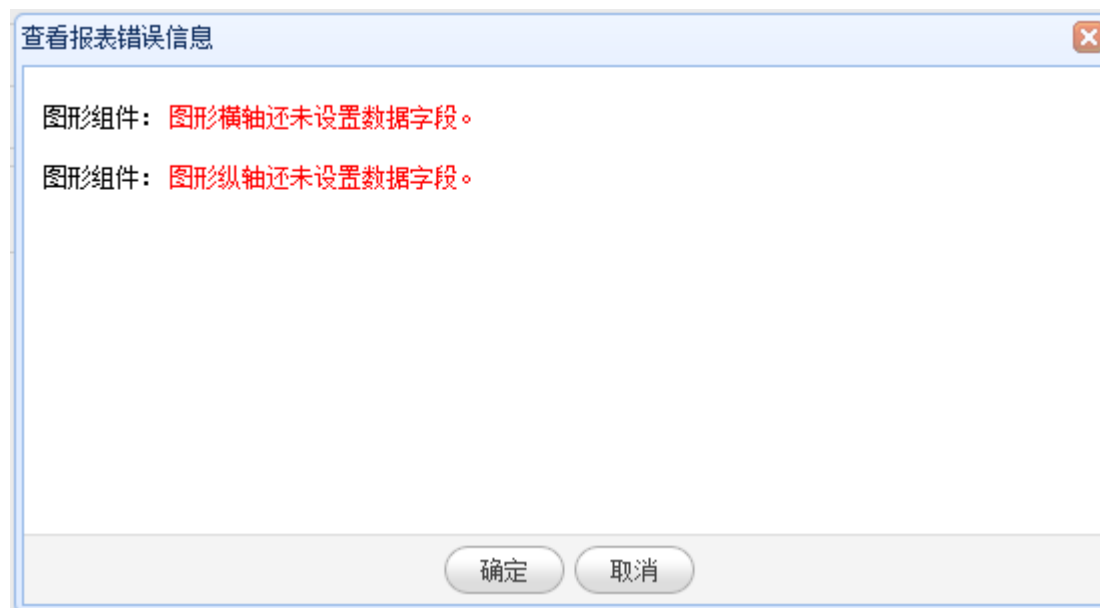 查看报表错误信息
图形组件：图形横轴还未设置数据字段。
图形组件：图形纵轴还未设置数据字段。
确定
取消